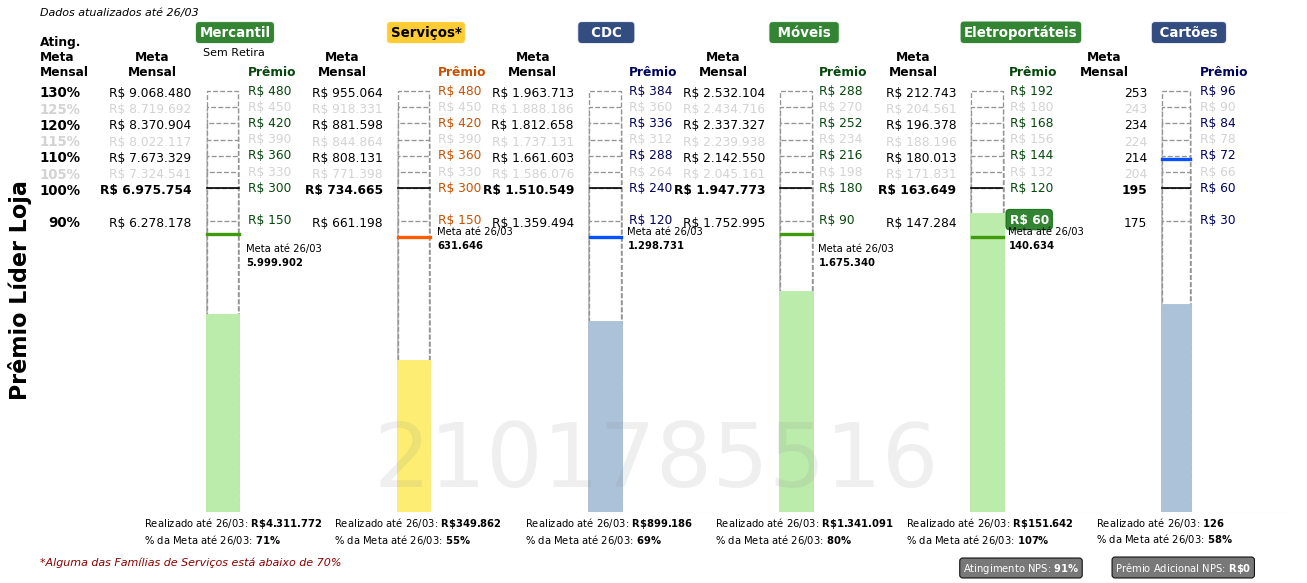 Dados atualizados até 26/03
Mercantil Serviços* CDC Móveis Eletroportáteis Cartões
Sem Retira
Ating. Meta Mensal
Meta Mensal Prêmio Meta Mensal Prêmio Meta Mensal Prêmio Meta Mensal Prêmio Meta Mensal Prêmio Meta Mensal Prêmio
130% R$ 9.068.480 R$ 480 R$ 955.064 R$ 480 R$ 1.963.713 R$ 384 R$ 2.532.104 R$ 288 R$ 212.743 R$ 192 253 R$ 96
125% R$ 8.719.692 R$ 450 R$ 918.331 R$ 450 R$ 1.888.186 R$ 360 R$ 2.434.716 R$ 270 R$ 204.561 R$ 180 243 R$ 90
120% R$ 8.370.904 R$ 420 R$ 881.598 R$ 420 R$ 1.812.658 R$ 336 R$ 2.337.327 R$ 252 R$ 196.378 R$ 168 234 R$ 84
115% R$ 8.022.117 R$ 390 R$ 844.864 R$ 390 R$ 1.737.131 R$ 312 R$ 2.239.938 R$ 234 R$ 188.196 R$ 156 224 R$ 78
110% R$ 7.673.329 R$ 360 R$ 808.131 R$ 360 R$ 1.661.603 R$ 288 R$ 2.142.550 R$ 216 R$ 180.013 R$ 144 214 R$ 72
105% R$ 7.324.541 R$ 330 R$ 771.398 R$ 330 R$ 1.586.076 R$ 264 R$ 2.045.161 R$ 198 R$ 171.831 R$ 132 204 R$ 66
100% R$ 6.975.754 R$ 300 R$ 734.665 R$ 300 R$ 1.510.549 R$ 240 R$ 1.947.773 R$ 180 R$ 163.649 R$ 120 195 R$ 60
90% R$ 6.278.178 R$ 150 R$ 661.198 R$ 150 R$ 1.359.494 R$ 120 R$ 1.752.995 R$ 90 R$ 147.284 R$ 60 175 R$ 30
Meta até 26/03 Meta até 26/03 Meta até 26/03
631.646 1.298.731 140.634
Meta até 26/03 Meta até 26/03
5.999.902 1.675.340
Prêmio Líder Loja
2101785516
Realizado até 26/03: R$4.311.772 Realizado até 26/03: R$349.862 Realizado até 26/03: R$899.186 Realizado até 26/03: R$1.341.091 Realizado até 26/03: R$151.642 Realizado até 26/03: 126
% da Meta até 26/03: 71% % da Meta até 26/03: 55% % da Meta até 26/03: 69% % da Meta até 26/03: 80% % da Meta até 26/03: 107% % da Meta até 26/03: 58%
*Alguma das Famílias de Serviços está abaixo de 70%
Atingimento NPS: 91% Prêmio Adicional NPS: R$0